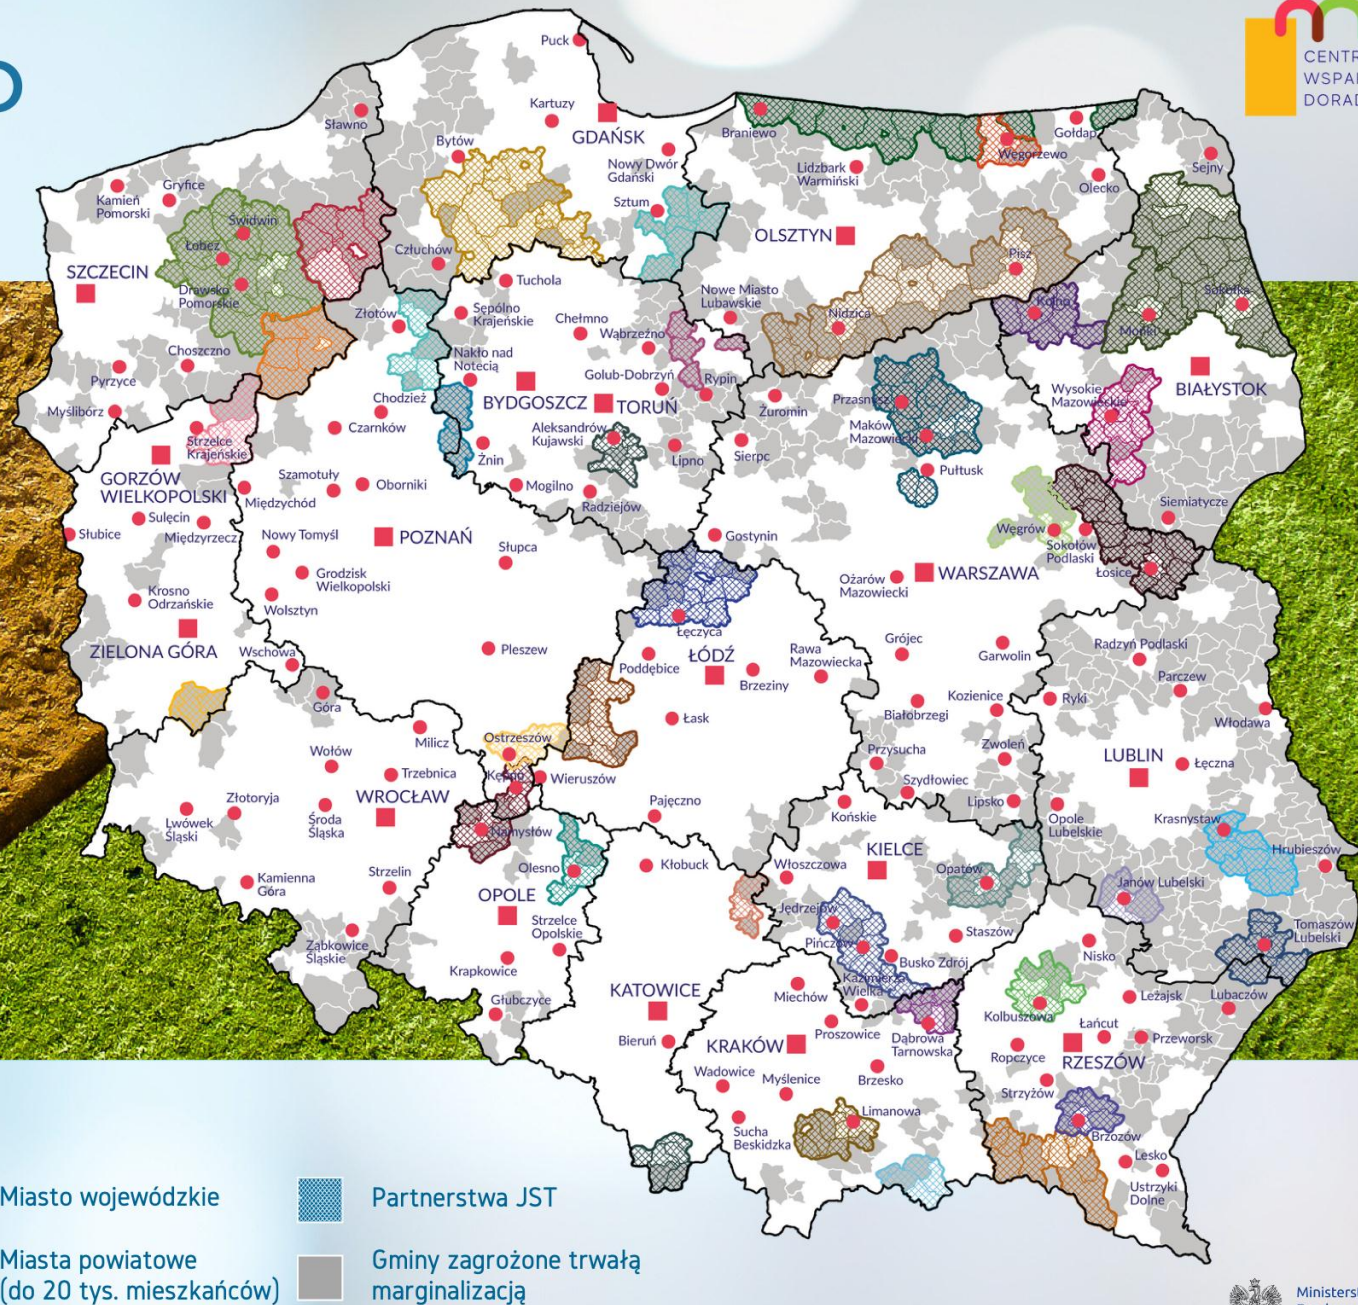 Puck
CENTR
WSPAR
DORAD
Kartuzy
Sławno
GDAŃSK
Braniewo
Gołdap
Bytów
Węgorzewo
Nowy Dwór
Gdański
Lidzbark
Warmiński
Sejny
Gryfice
Kamień
Pomorski
Olecko
Sztum
Świdwin
OLSZTYN
Łobez
Człuchów
Pisz
SZCZECIN
Tuchola
Drawsko
Pomorskie
Nowe Miasto
Lubawskie
Sokółka
Złotów
Sępólno
Krajeńskie
Kolno
Chełmno
Nidzica
Mońki
Wąbrzeźno
Choszczno
Nakło nad
Notecią
Golub-Dobrzyń
Rypin
Pyrzyce
Wysokie
Mazowieckie
BIAŁYSTOK
Chodzież
BYDGOSZCZ
TORUŃ
Żuromin
Przasnysz
Myślibórz
Czarnków
Aleksandrów
Kujawski
Maków
Mazowiecki
Strzelce
Krajeńskie
Żnin
Lipno
Sierpc
Pułtusk
GORZÓW
WIELKOPOLSKI
Szamotuły
Oborniki
Mogilno
Międzychód
Radziejów
Siemiatycze
Sulęcin
Słubice
Międzyrzecz
Nowy Tomyśl
POZNAŃ
Gostynin
Węgrów
Sokołów
Podlaski
Słupca
Łosice
Grodzisk
Wielkopolski
Ożarów
Mazowiecki
WARSZAWA
Krosno
Odrzańskie
Wolsztyn
Łęczyca
ZIELONA GÓRA
Wschowa
Pleszew
Poddębice
ŁÓDŹ
Rawa
Mazowiecka
Grójec
Garwolin
Radzyń Podlaski
Brzeziny
Parczew
Góra
Kozienice
Ryki
Białobrzegi
Włodawa
Łask
Milicz
Ostrzeszów
Wołów
Przysucha
Zwoleń
LUBLIN
Łęczna
Trzebnica
Kępno
Wieruszów
Szydłowiec
Złotoryja
WROCŁAW
Pajęczno
Lipsko
Lwówek
Śląski
Środa
Śląska
Końskie
Opole
Lubelskie
Krasnystaw
Namysłów
KIELCE
Hrubieszów
Olesno
Kłobuck
Włoszczowa
Opatów
Kamienna
Góra
Strzelin
Janów Lubelski
OPOLE
Jędrzejów
Strzelce
Opolskie
Tomaszów
Lubelski
Ząbkowice
Śląskie
Pińczów
Staszów
Nisko
Krapkowice
Busko Zdrój
Kazimierza
Wielka
KATOWICE
Miechów
Leżajsk
Lubaczów
Głubczyce
Kolbuszowa
Proszowice
Dąbrowa
Tarnowska
Łańcut
Przeworsk
Bieruń
KRAKÓW
Ropczyce
RZESZÓW
Wadowice
Myślenice
Brzesko
Strzyżów
Limanowa
Sucha
Beskidzka
Brzozów
Lesko
Ustrzyki
Dolne
Miasto wojewódzkie
Partnerstwa JST
Miasta powiatowe
(do 20 tys. mieszkańców)
Gminy zagrożone trwałą
marginalizacją
Ministers